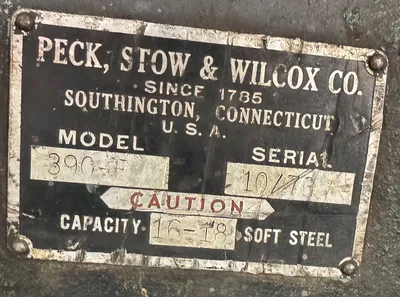 PECK, STOW & WILCOX CO.
SINCE 1785
SOUTHINGTON, CONNECTICUT
U.S.A.
MODEL SERIAL
CAUTION
CAPACITY· 16-18 ·SOFT STEEL